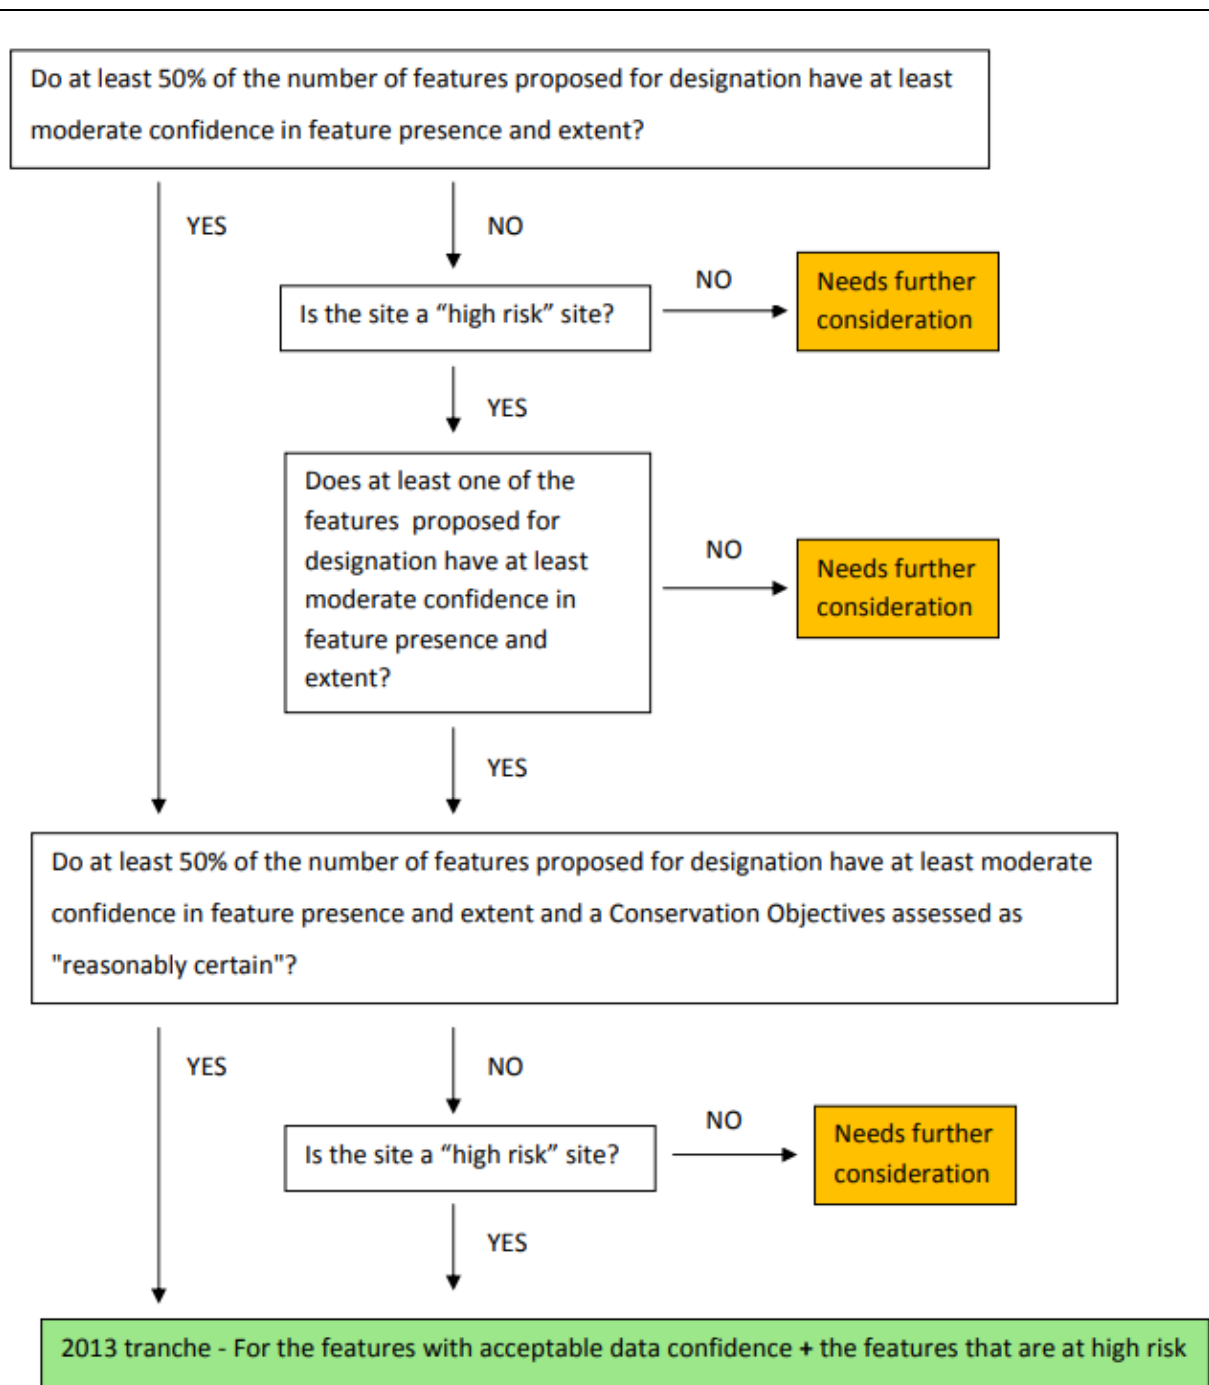 Do at least 50% of the number of features proposed for designation have at least
moderate confidence in feature presence and extent?
YES
NO
Is the site a “high risk” site?
NO
Needs further
consideration
YES
Does at least one of the
features proposed for
designation have at least
moderate confidence in
feature presence and
extent?
NO
Needs further
consideration
YES
Do at least 50% of the number of features proposed for designation have at least moderate
confidence in feature presence and extent and a Conservation Objectives assessed as
"reasonably certain"?
YES
NO
Is the site a “high risk” site?
NO
Needs further
consideration
YES
2013 tranche - For the features with acceptable data confidence + the features that are at high risk